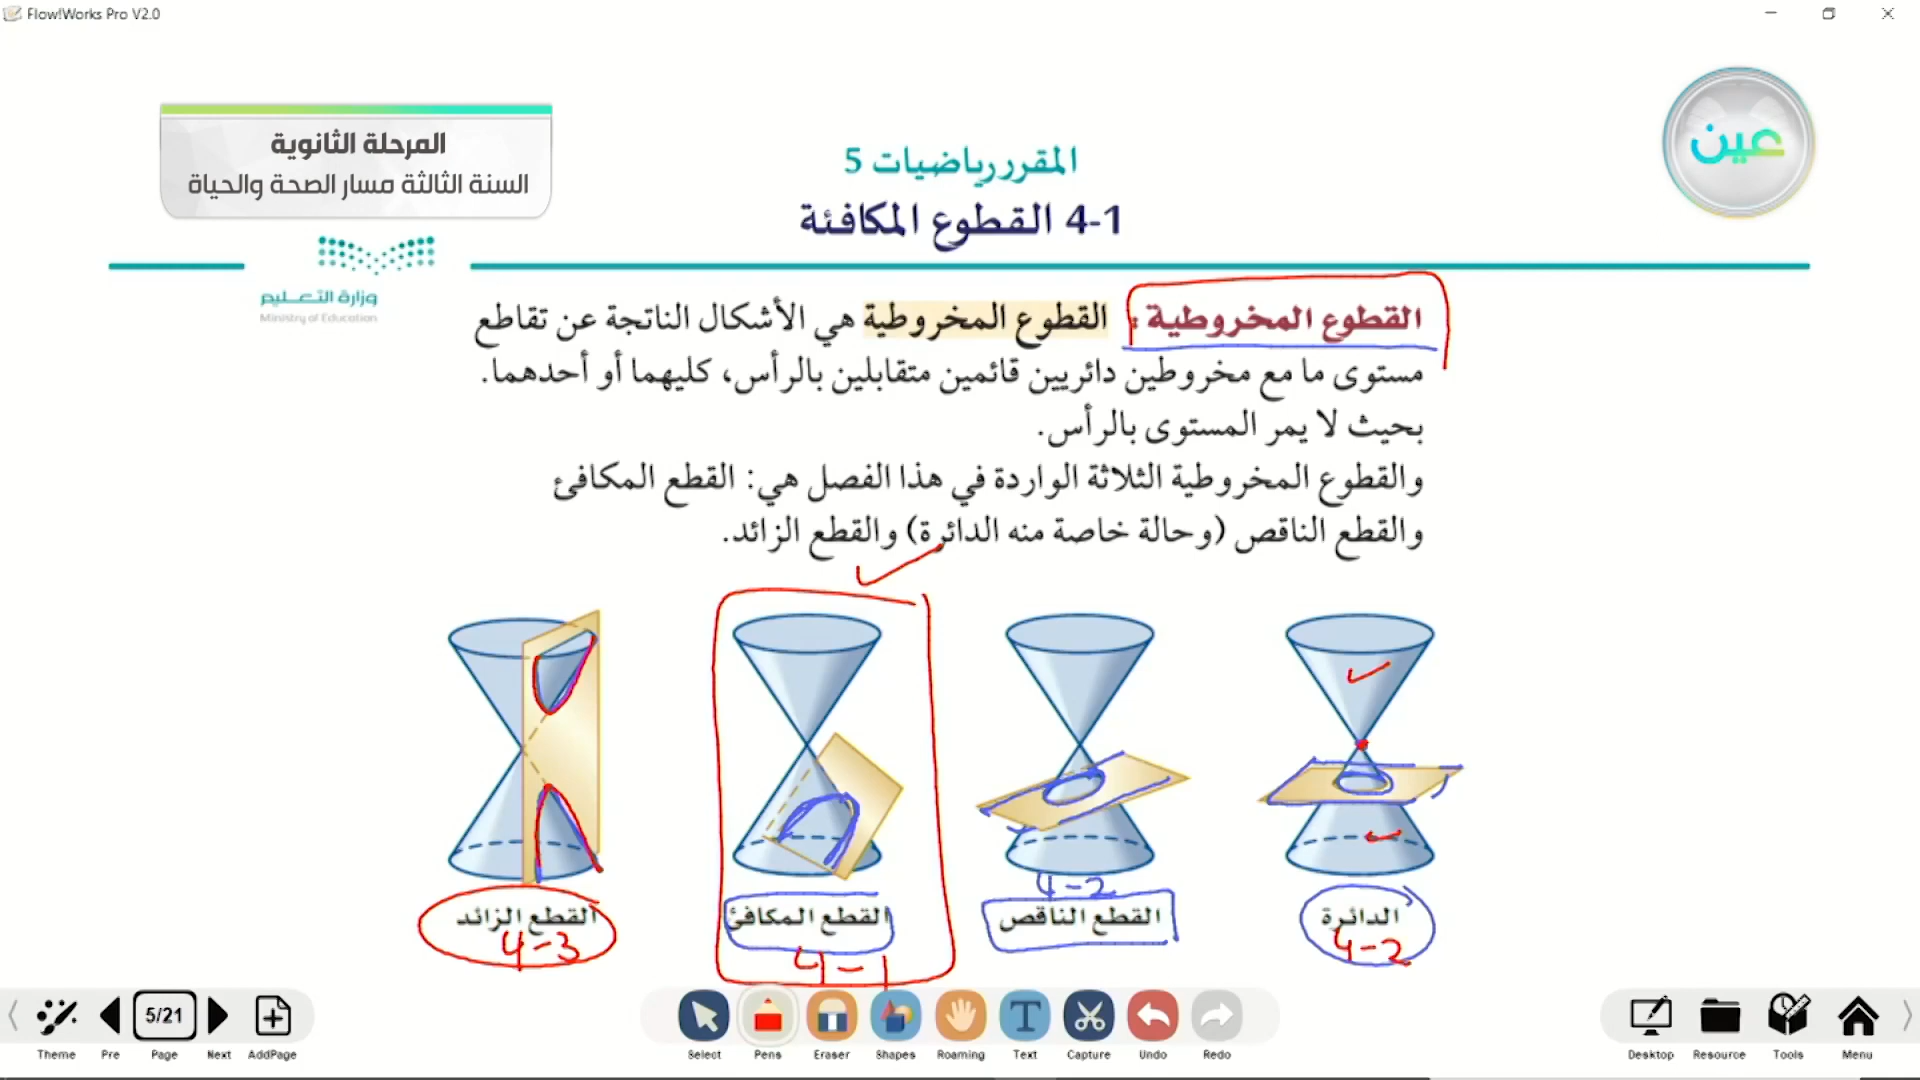 Flow!Works Pro V2.0
عين
المرحلة الثانوية
السنة الثالثة مسار الصحة والحياة
المقرر رياضيات 5
4-1 القطوع المكافئة
وزارة التعـليم
Ministry of Education
القطوع المخروطية : القطوع المخروطية هي الأشكال الناتجة عن تقاطع
مستوى ما مع مخروطين دائريين قائمين متقابلين بالرأس، كليهما أو أحدهما.
بحيث لا يمر المستوى بالرأس.
والقطوع المخروطية الثلاثة الواردة في هذا الفصل هي: القطع المكافئ
والقطع الناقص (وحالة خاصة منه الدائرة) والقطع الزائد.
الدائرة
4-2
4-2
القطع الناقص
القطع المكافئ
4-1
القطع الزائد
4-3
5/21
Theme Pre Page Next AddPage
Select Pens Eraser Shapes Roaming Text Capture Undo Redo
Desktop Resource Tools Menu